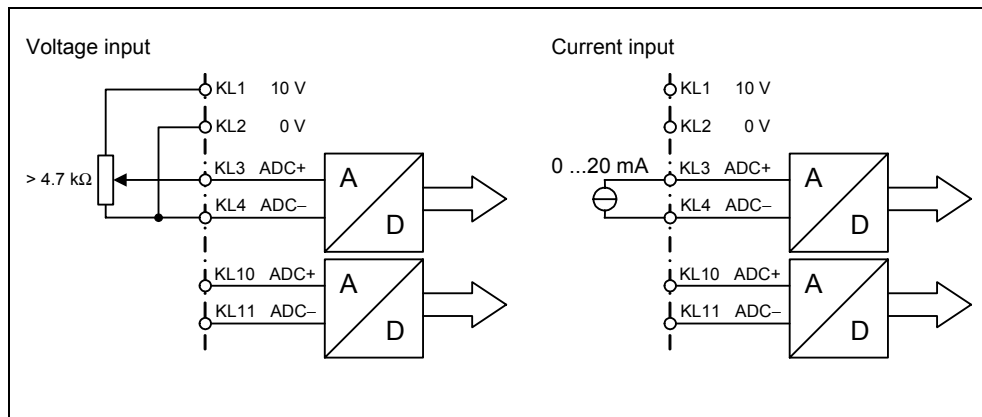 Voltage input
KL1 10 V
KL2 0 V
> 4.7 kΩ
KL3 ADC+
KL4 ADC–
A
D
KL10 ADC+
KL11 ADC–
A
D
Current input
KL1 10 V
KL2 0 V
0 ...20 mA
KL3 ADC+
KL4 ADC–
A
D
KL10 ADC+
KL11 ADC–
A
D